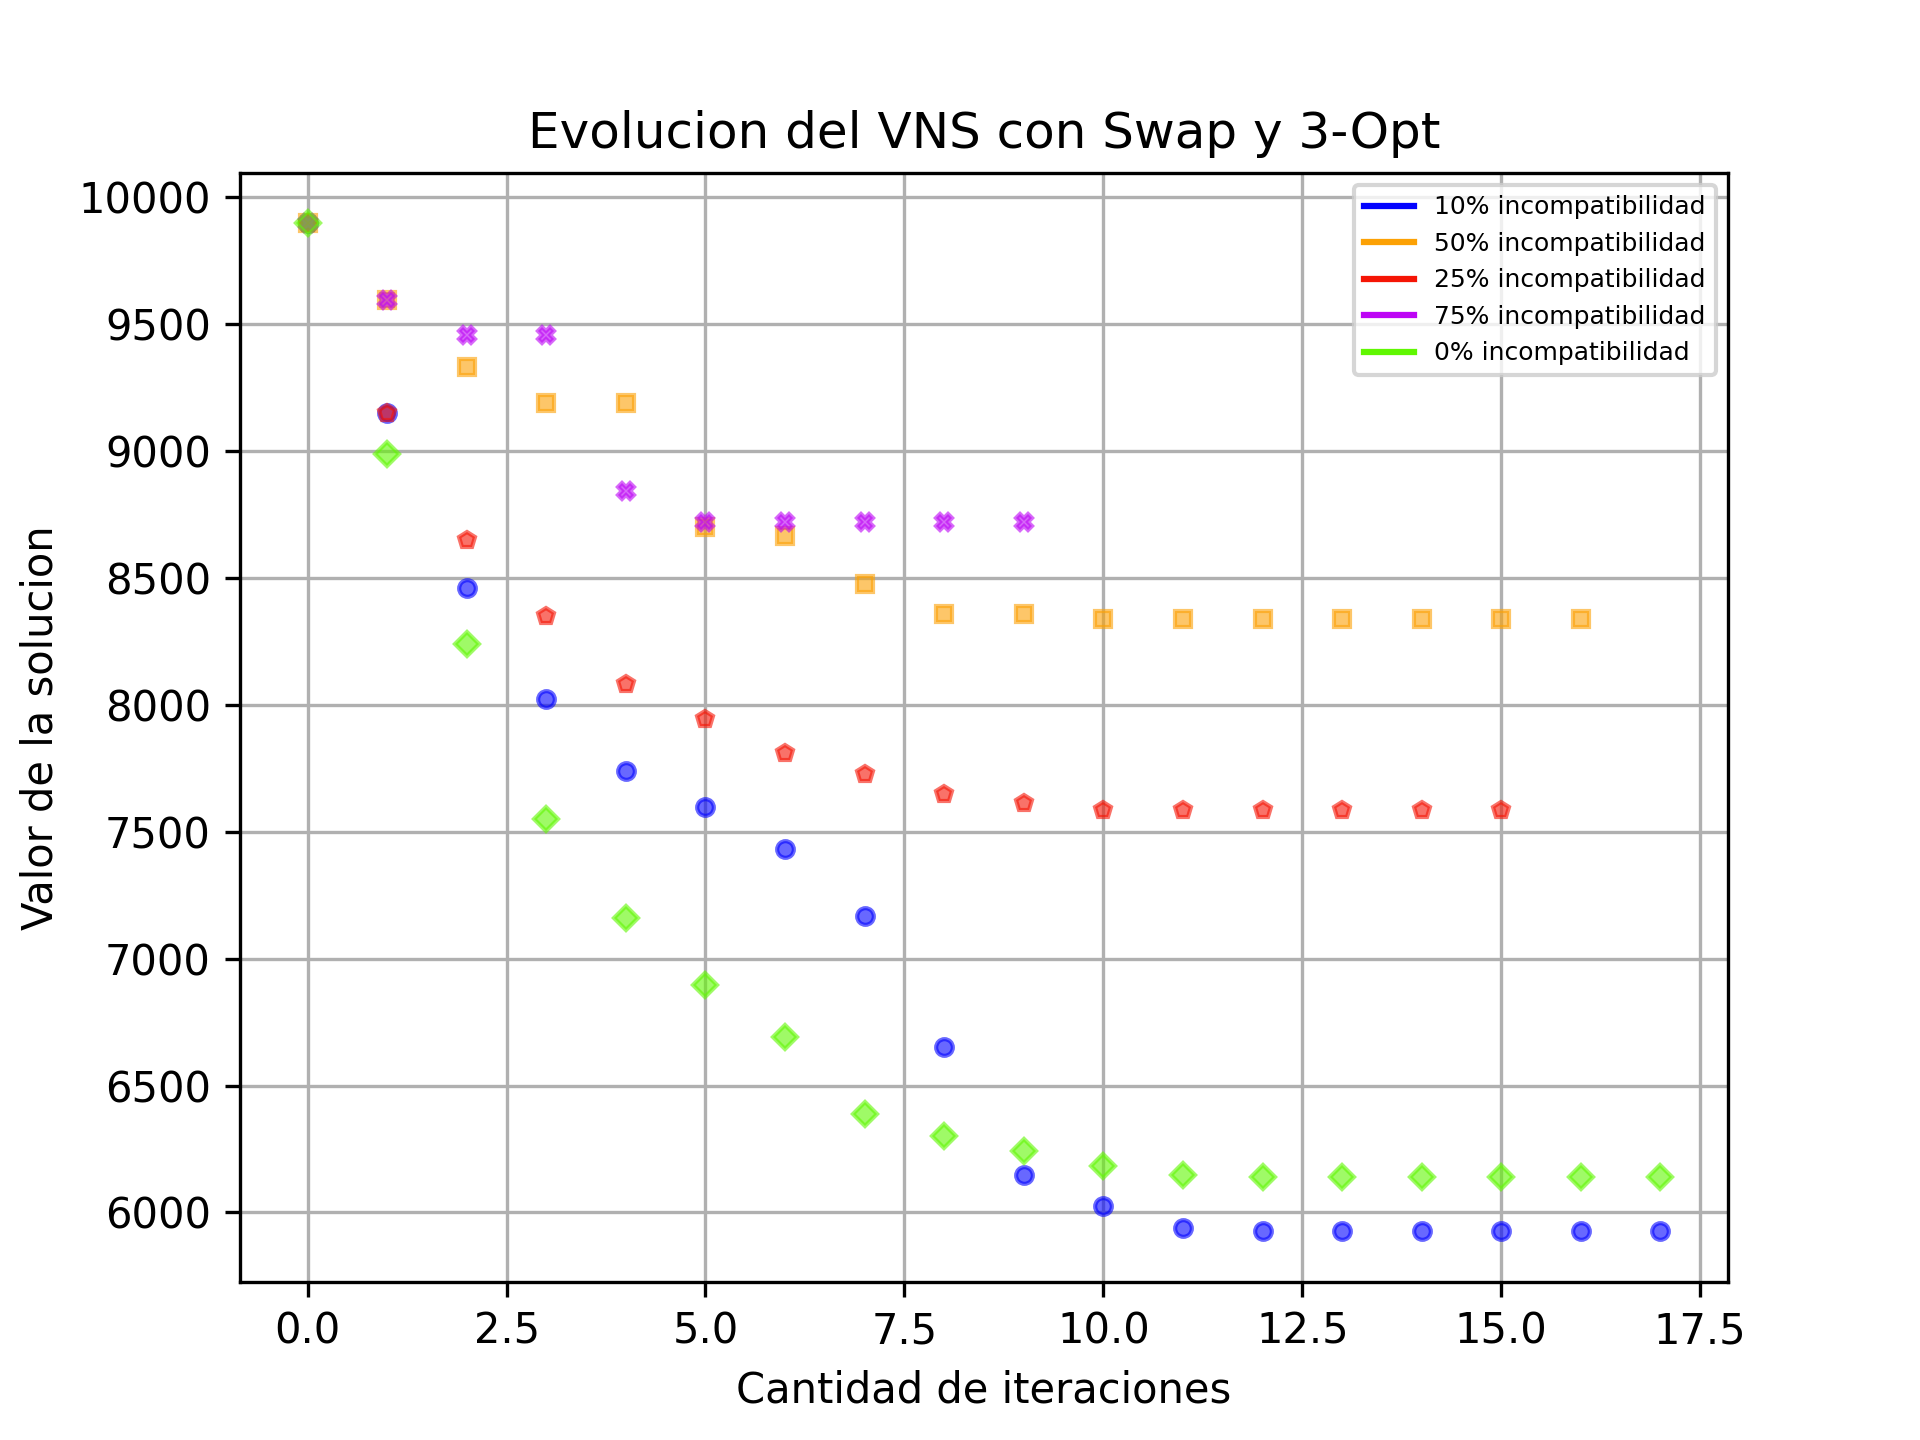 Evolucion del VNS con Swap y 3-Opt
10000
9500
9000
8500
8000
7500
7000
6500
6000
Valor de la solucion
10% incompatibilidad
50% incompatibilidad
25% incompatibilidad
75% incompatibilidad
0% incompatibilidad
0.0 2.5 5.0 7.5 10.0 12.5 15.0 17.5
Cantidad de iteraciones